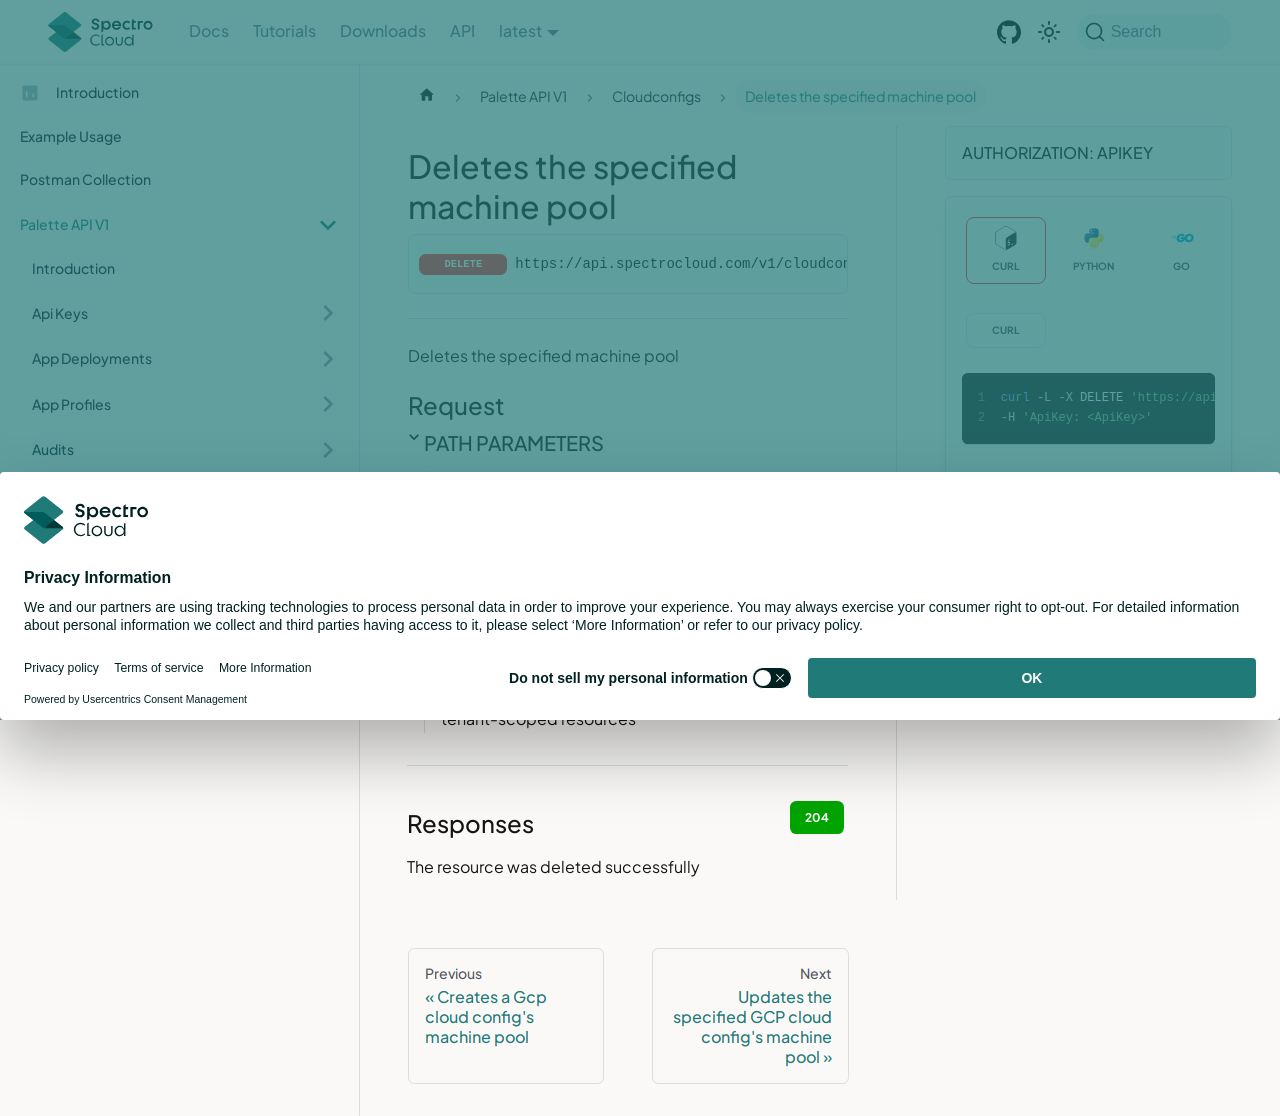 Spectro Cloud
Docs Tutorials Downloads API latest
Search
Introduction
Example Usage
Postman Collection
Palette API V1
Introduction
Api Keys
App Deployments
App Profiles
Audits
Palette API V1 > Cloudconfigs > Deletes the specified machine pool
Deletes the specified
machine pool
DELETE https://api.spectrocloud.com/v1/cloudcon
Deletes the specified machine pool
Request
PATH PARAMETERS
AUTHORIZATION: APIKEY
CURL PYTHON GO
CURL
1 curl -L -X DELETE 'https://api
2 -H 'ApiKey: <ApiKey>'
Spectro Cloud
Privacy Information
We and our partners are using tracking technologies to process personal data in order to improve your experience. You may always exercise your consumer right to opt-out. For detailed information
about personal information we collect and third parties having access to it, please select ‘More Information’ or refer to our privacy policy.
Privacy policy Terms of service More Information
Do not sell my personal information
OK
Powered by Usercentrics Consent Management
tenant-scoped resources
Responses
204
The resource was deleted successfully
Previous
« Creates a Gcp
cloud config's
machine pool
Next
Updates the
specified GCP cloud
config's machine
pool »